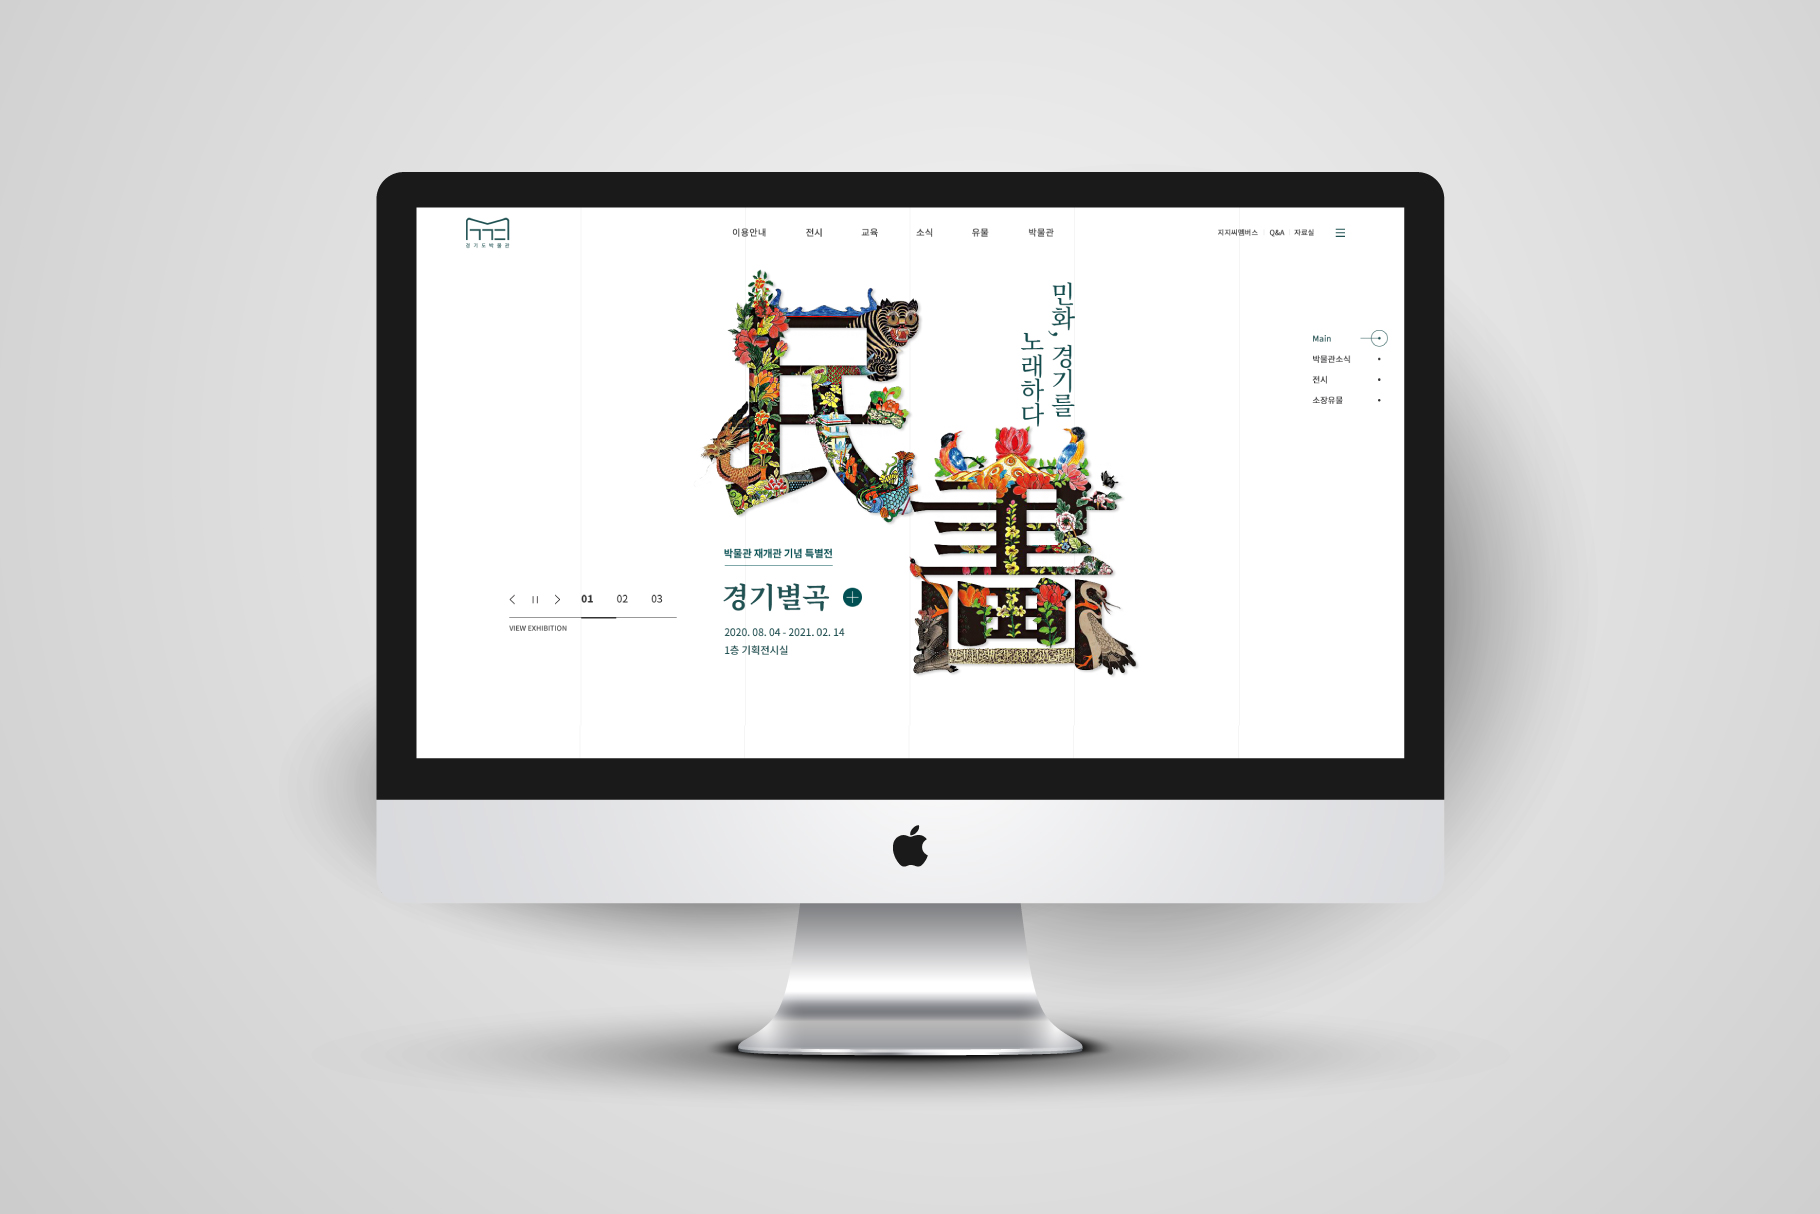 경기도박물관
이용안내 전시 교육 소식 유물 박물관
지지씨멤버스 Q&A 자료실
民畫
민화, 경기를
노래하다
Main
박물관소식
전시
소장유물
박물관 재개관 기념 특별전
경기별곡
2020. 08. 04 - 2021. 02. 14
1층 기획전시실
01 02 03
VIEW EXHIBITION